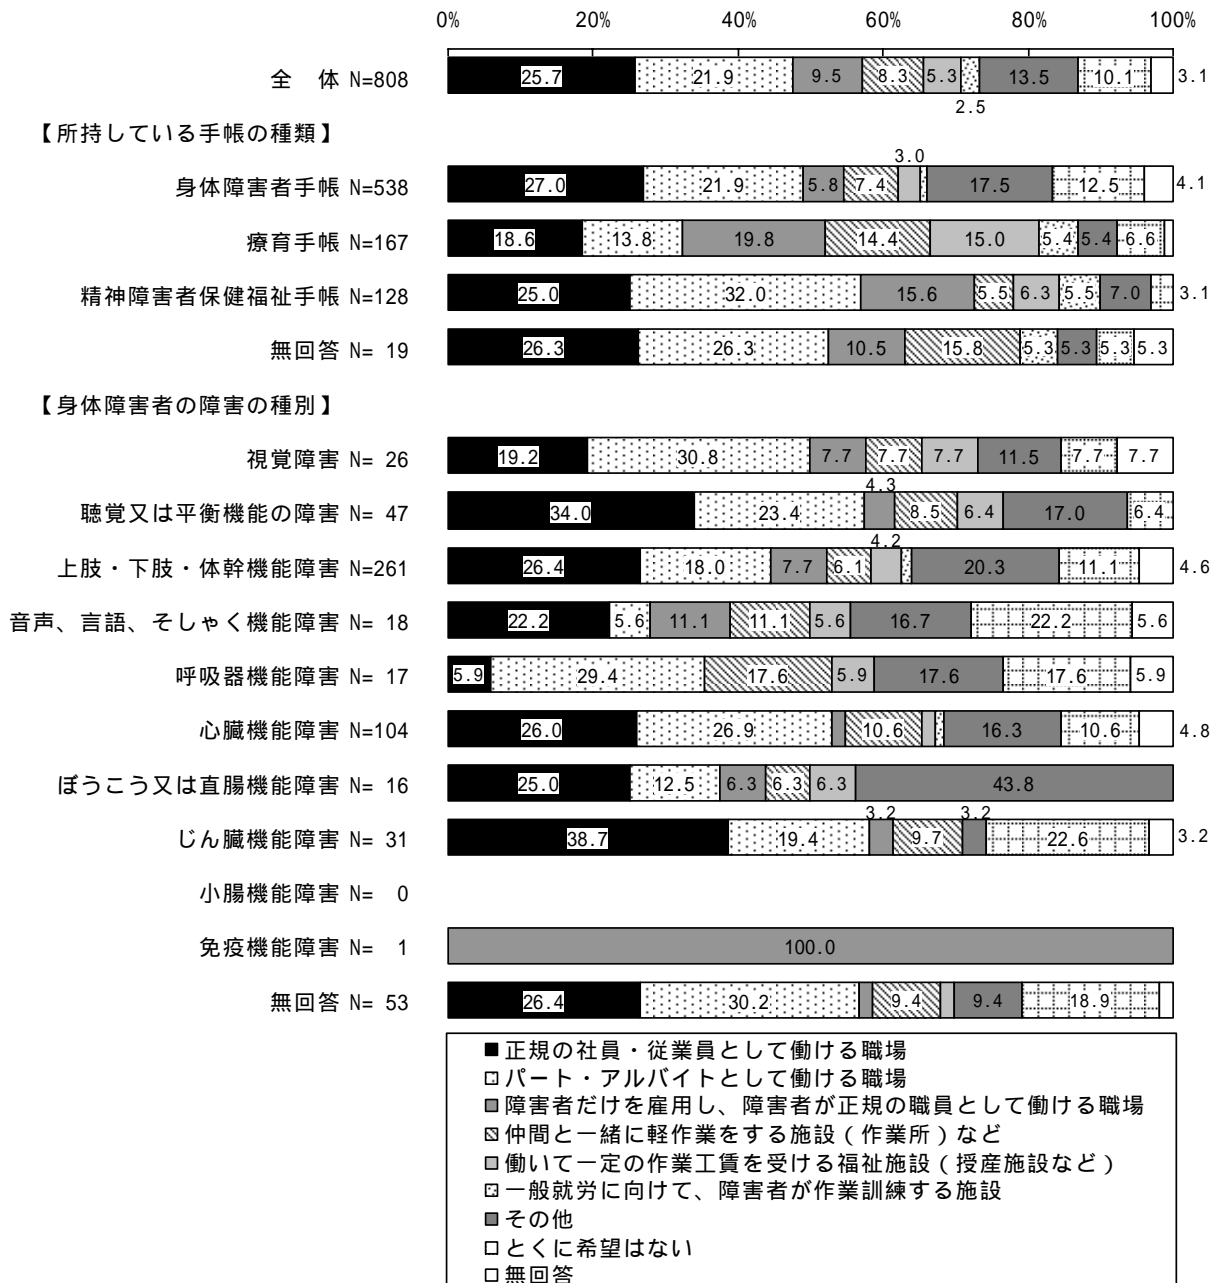 0% 20% 40% 60% 80% 100%
全　体 N=808 25.7 21.9 9.5 8.3 5.3 2.5 13.5 10.1 3.1
【所持している手帳の種類】
身体障害者手帳 N=538 27.0 21.9 5.8 7.4 3.0 17.5 12.5 4.1
療育手帳 N=167 18.6 13.8 19.8 14.4 15.0 5.4 5.4 6.6
精神障害者保健福祉手帳 N=128 25.0 32.0 15.6 5.5 6.3 5.5 7.0 3.1
無回答 N= 19 26.3 26.3 10.5 15.8 5.3 5.3 5.3 5.3
【身体障害者の障害の種別】
視覚障害 N= 26 19.2 30.8 7.7 7.7 7.7 11.5 7.7 7.7
聴覚又は平衡機能の障害 N= 47 34.0 23.4 4.3 8.5 6.4 17.0 6.4
上肢・下肢・体幹機能障害 N=261 26.4 18.0 7.7 6.1 4.2 20.3 11.1 4.6
音声、言語、そしゃく機能障害 N= 18 22.2 5.6 11.1 11.1 5.6 16.7 22.2 5.6
呼吸器機能障害 N= 17 5.9 29.4 17.6 5.9 17.6 17.6 5.9
心臓機能障害 N=104 26.0 26.9 10.6 16.3 10.6 4.8
ぼうこう又は直腸機能障害 N= 16 25.0 12.5 6.3 6.3 6.3 43.8
じん臓機能障害 N= 31 38.7 19.4 3.2 9.7 3.2 22.6 3.2
小腸機能障害 N= 0
免疫機能障害 N= 1 100.0
無回答 N= 53 26.4 30.2 9.4 9.4 18.9
正規の社員・従業員として働ける職場
パート・アルバイトとして働ける職場
障害者だけを雇用し、障害者が正規の職員として働ける職場
仲間と一緒に軽作業をする施設（作業所）など
働いて一定の作業工賃を受ける福祉施設（授産施設など）
一般就労に向けて、障害者が作業訓練する施設
その他
とくに希望はない
無回答